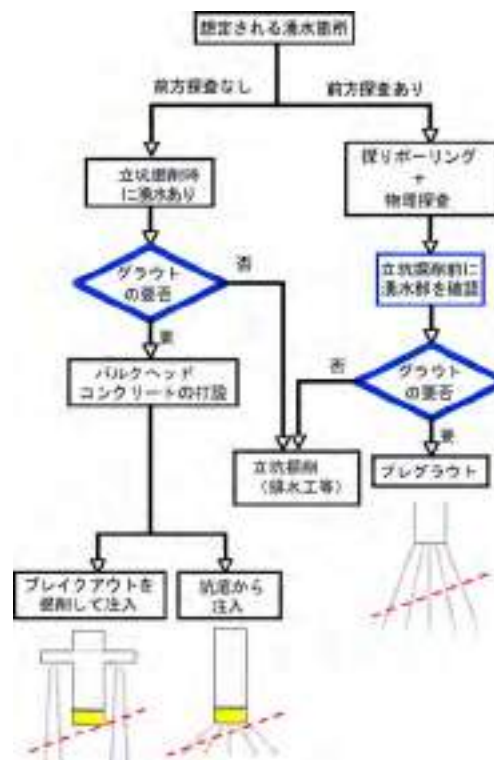 想定される湧水箇所
前方探査なし
前方探査あり
立坑掘削時
に湧水あり
探りボーリング
+
物理探査
グラウト
の要否
否
立坑掘削前に
湧水部を確認
要
バルクヘッド
コンクリートの打設
否
グラウト
の要否
要
立坑掘削
(排水工等)
プレグラウト
ブレイクアウトを
掘削して注入
坑底から
注入